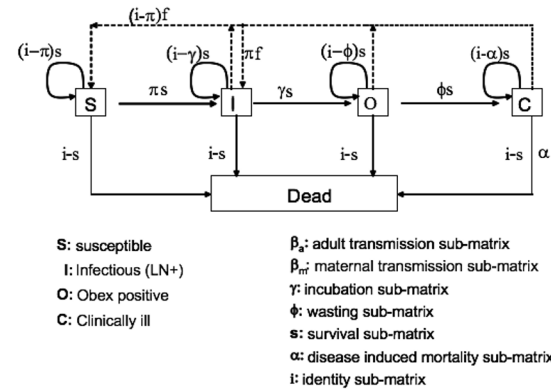 (i-π)f
(i-π)s
(i-γ)s
πf
(i-ϕ)s
(i-α)s
S
πs
I
γs
O
ϕs
C
i-s
i-s
i-s
i-s α
Dead
S: susceptible
I: Infectious (LN+)
O: Obex positive
C: Clinically ill
βa: adult transmission sub-matrix
βm: maternal transmission sub-matrix
γ: incubation sub-matrix
ϕ: wasting sub-matrix
s: survival sub-matrix
α: disease induced mortality sub-matrix
i: identity sub-matrix